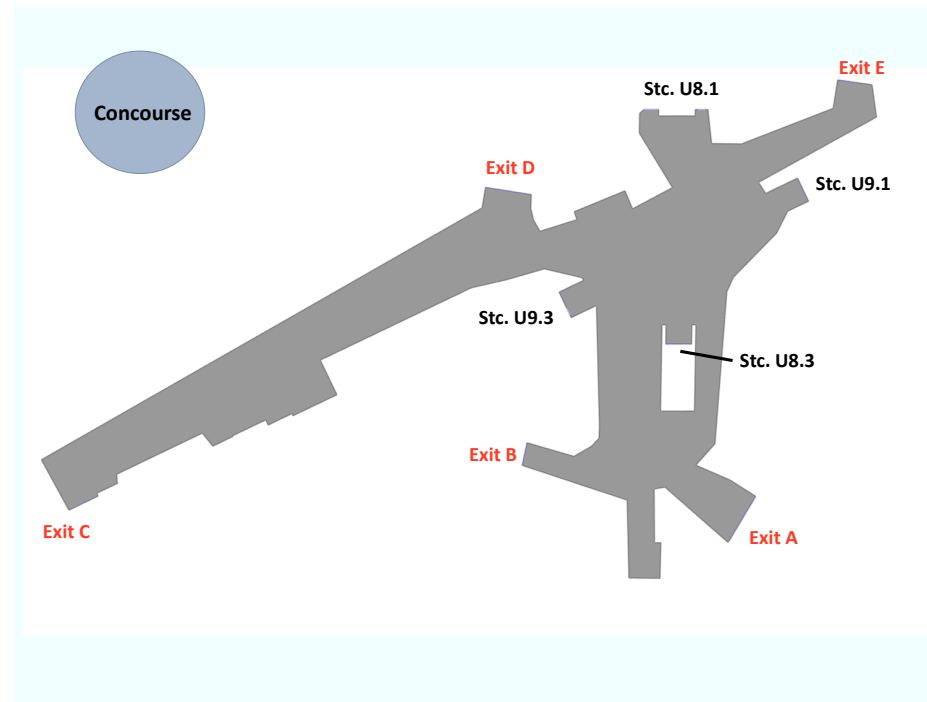 Exit E
Stc. U8.1
Concourse
Exit D
Stc. U9.1
Stc. U9.3
Stc. U8.3
Exit B
Exit C
Exit A